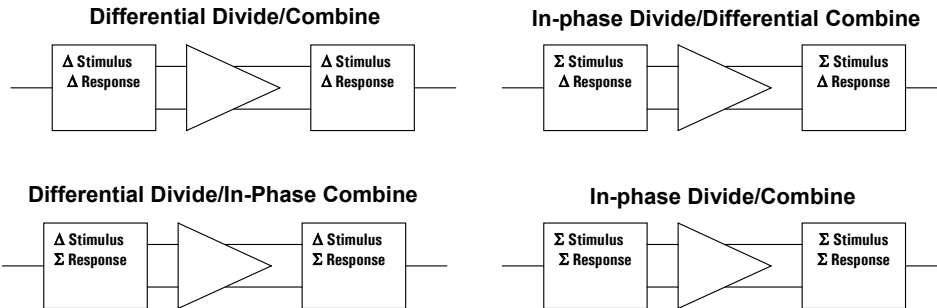 Differential Divide/Combine
Δ Stimulus
Δ Response
Δ Stimulus
Δ Response
In-phase Divide/Differential Combine
Σ Stimulus
Δ Response
Σ Stimulus
Δ Response
Differential Divide/In-Phase Combine
Δ Stimulus
Σ Response
Δ Stimulus
Σ Response
In-phase Divide/Combine
Σ Stimulus
Σ Response
Σ Stimulus
Σ Response